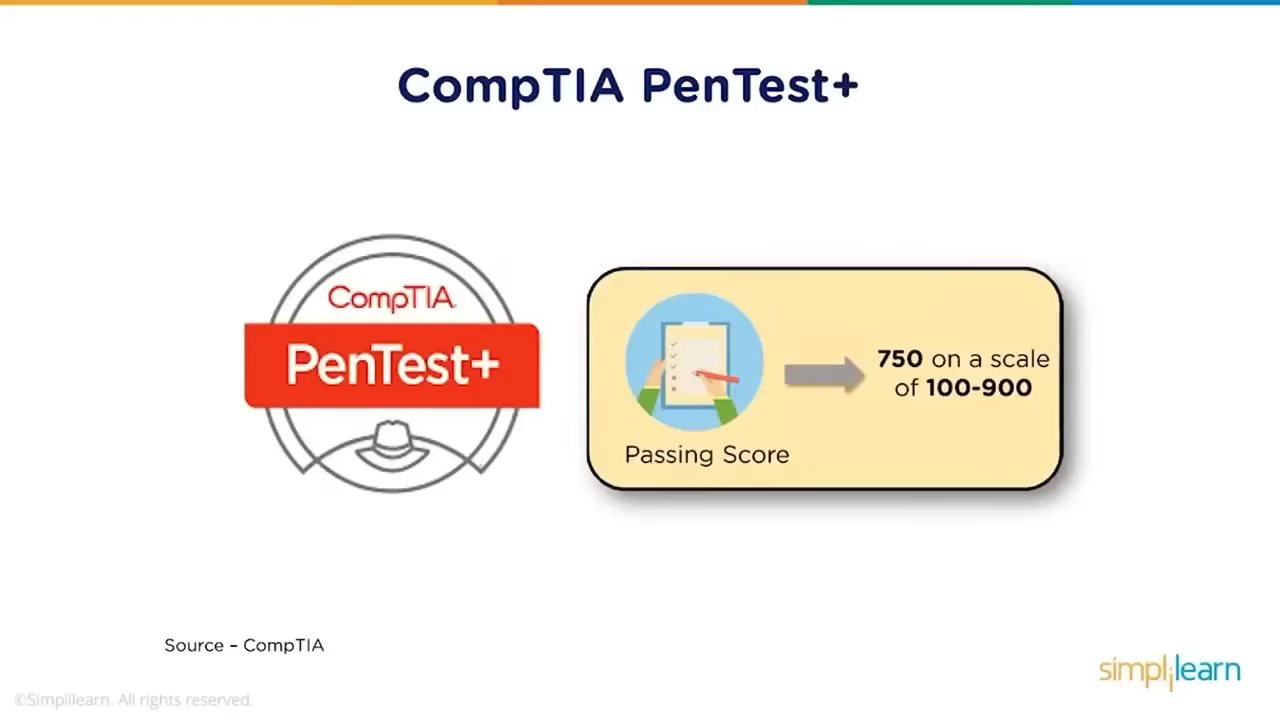 CompTIA PenTest+
CompTIA
PenTest+
Passing Score
750 on a scale
of 100-900
Source – CompTIA
simplilearn
©Simplilearn. All rights reserved.